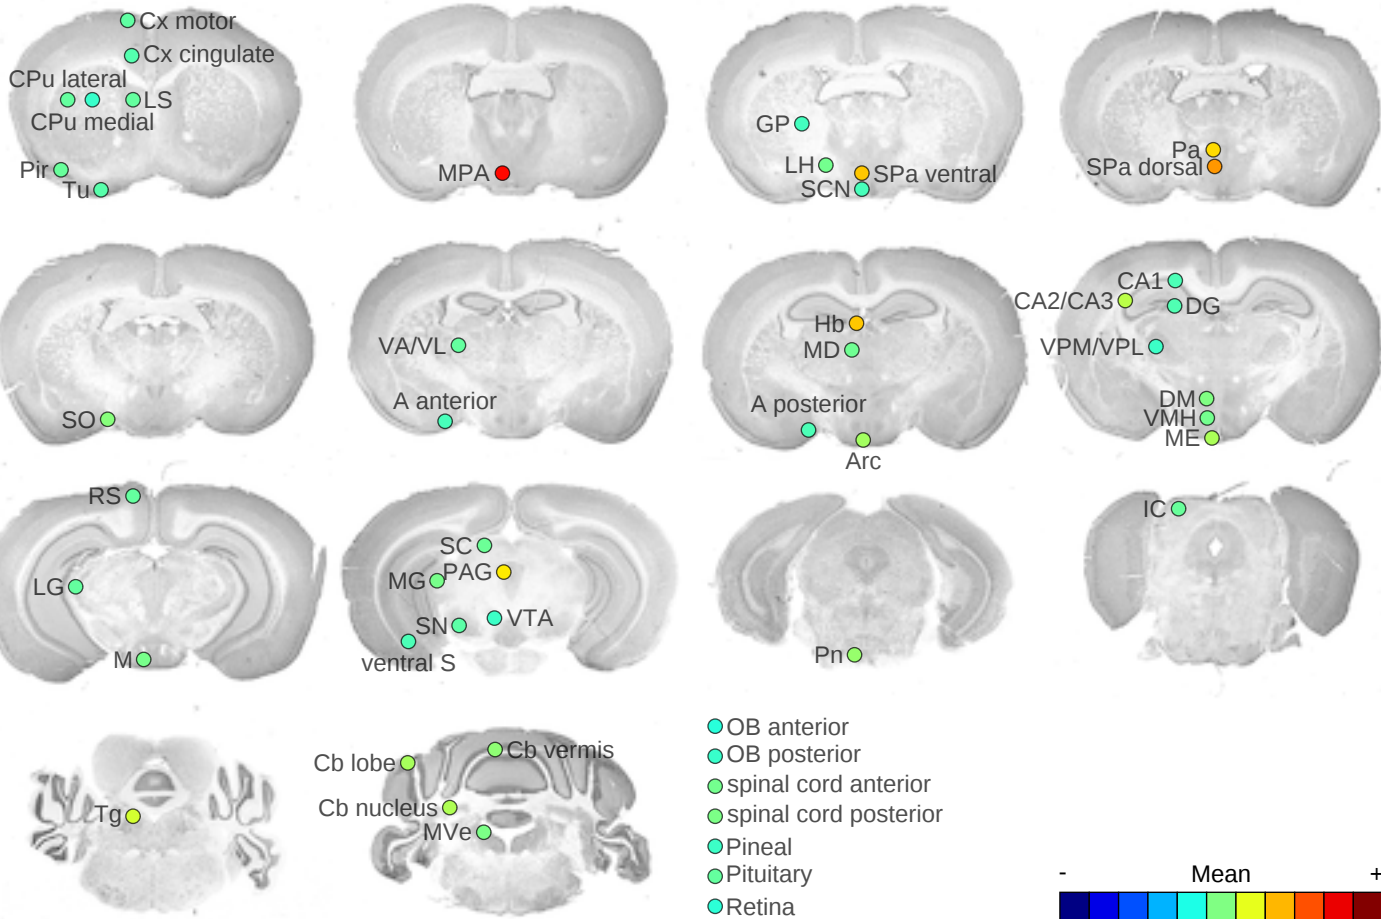 Cx motor
Cx cingulate
CPu lateral
LS
CPu medial
Pir
Tu
MPA
GP
LH
SPa ventral
SCN
Pa
SPa dorsal
SO
VA/VL
A anterior
Hb
MD
A posterior
Arc
CA1
CA2/CA3
DG
VPM/VPL
DM
VMH
ME
RS
LG
M
SC
MG
PAG
SN
VTA
ventral S
Pn
IC
Tg
Cb lobe
Cb vermis
Cb nucleus
MVe
OB anterior
OB posterior
spinal cord anterior
spinal cord posterior
Pineal
Pituitary
Retina
- Mean +